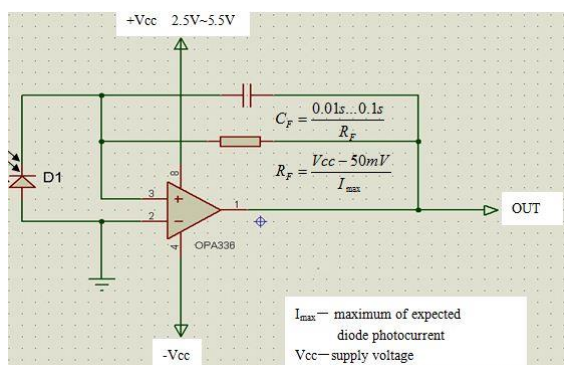 +Vcc 2.5V~5.5V
C_F = 0.01s...0.1s / R_F
R_F = Vcc − 50mV / I_max
D1
8
3
+
1
2
−
4
OPA336
OUT
-Vcc
I_max— maximum of expected
diode photocurrent
Vcc—supply voltage